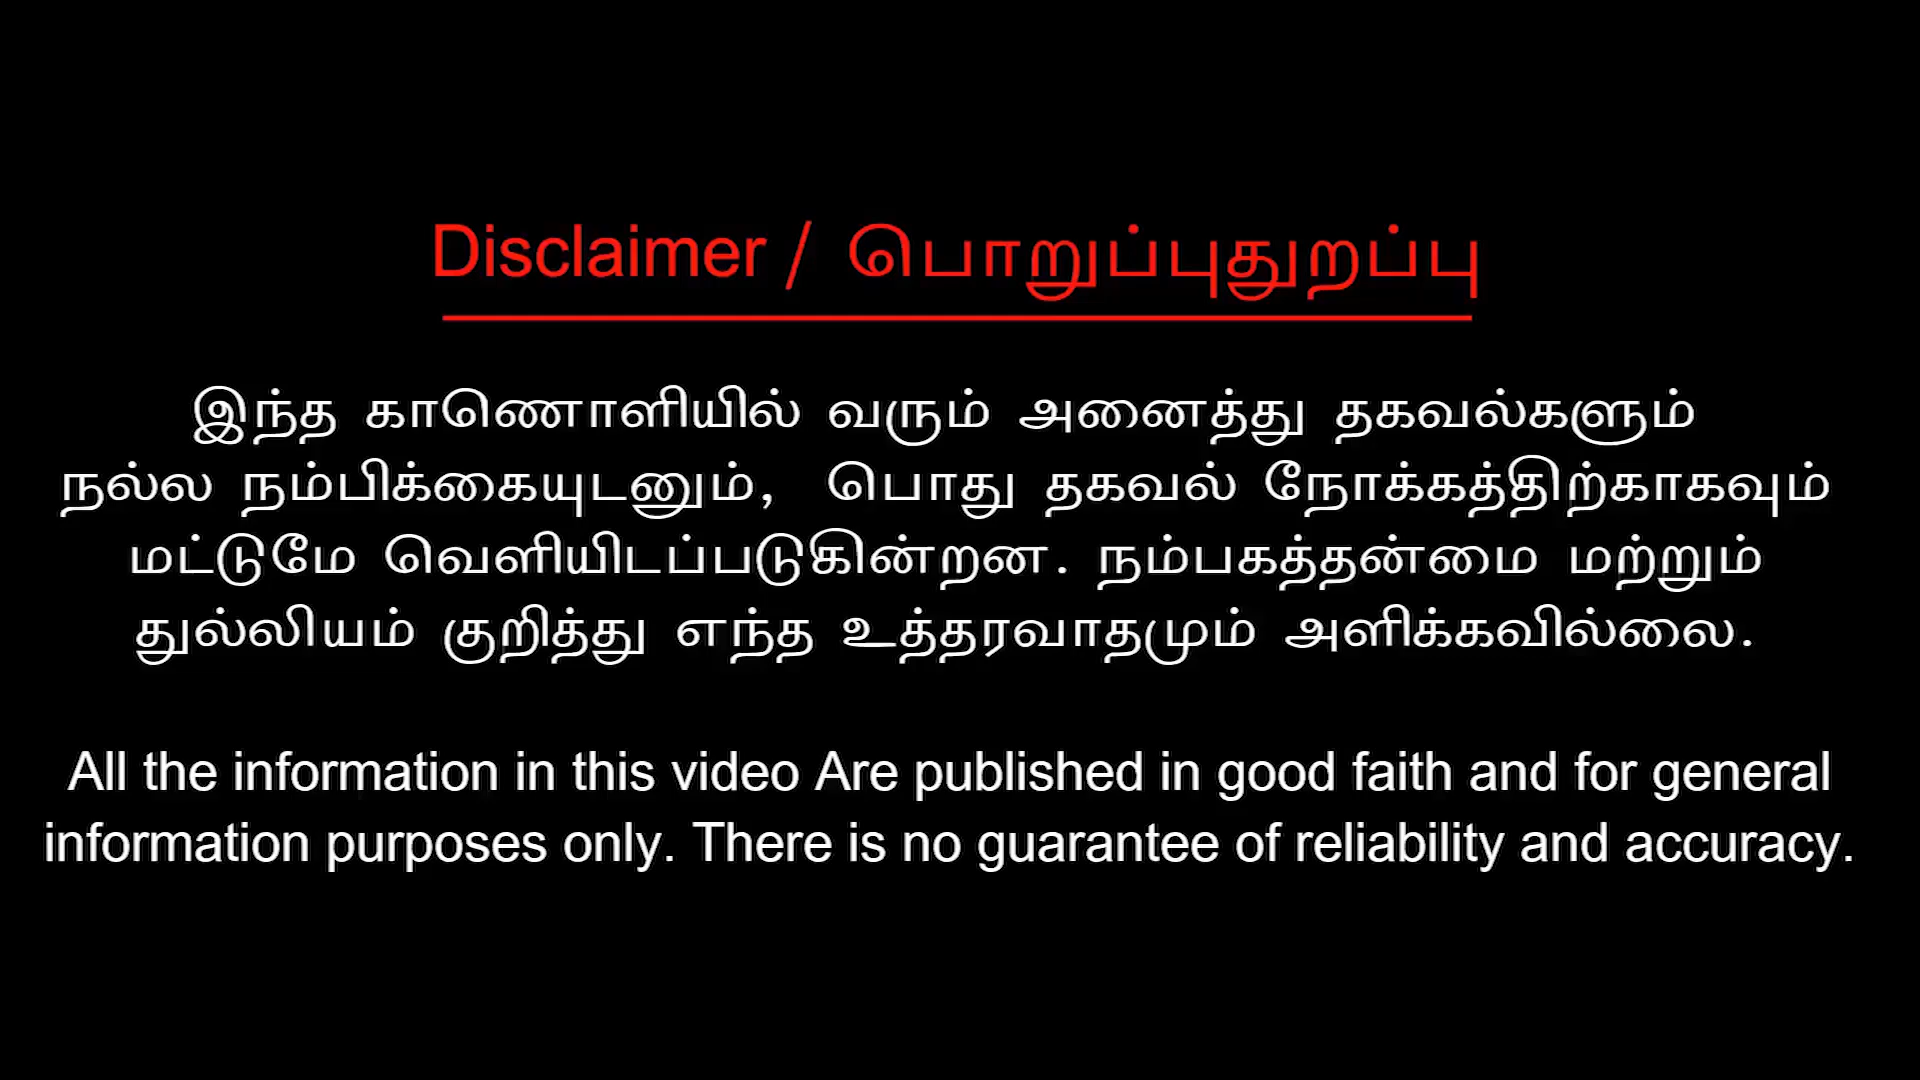 Disclaimer / பொறுப்புதுறப்பு
இந்த காணொளியில் வரும் அனைத்து தகவல்களும்
நல்ல நம்பிக்கையுடனும், பொது தகவல் நோக்கத்திற்காகவும்
மட்டுமே வெளியிடப்படுகின்றன. நம்பகத்தன்மை மற்றும்
துல்லியம் குறித்து எந்த உத்தரவாதமும் அளிக்கவில்லை.
All the information in this video Are published in good faith and for general
information purposes only. There is no guarantee of reliability and accuracy.